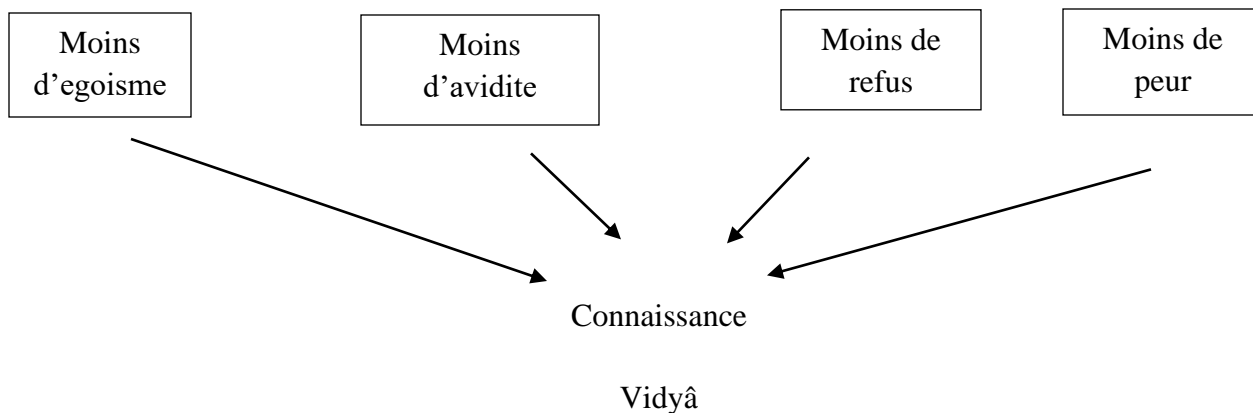 Moins
d’egoisme
Moins
d’avidite
Moins de
refus
Moins de
peur
Connaissance
Vidyâ